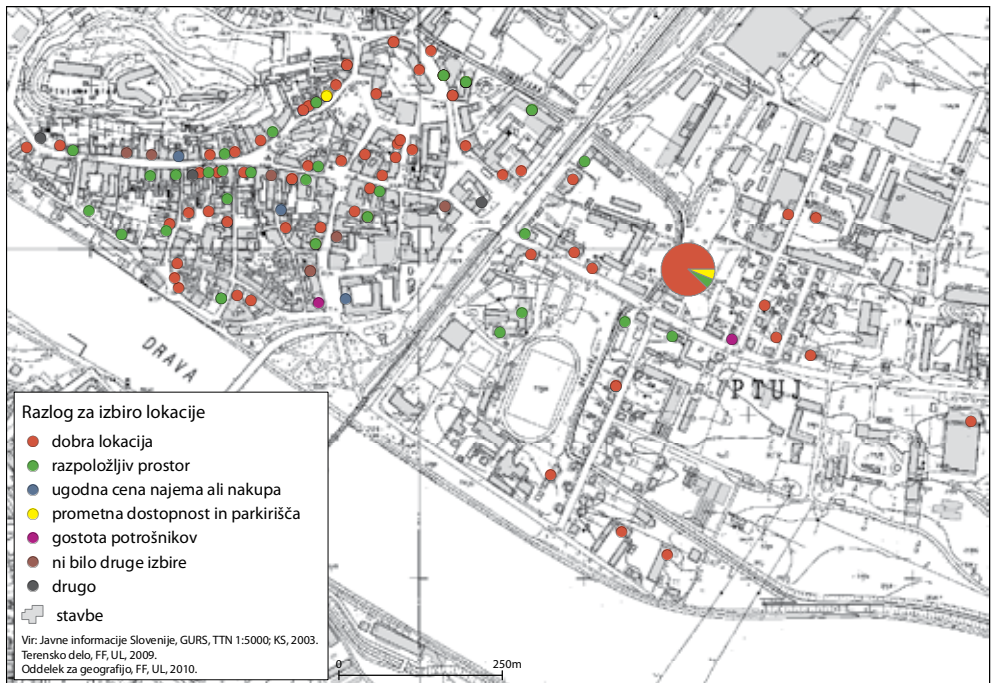 DRAVA
PTUJ
Razlog za izbiro lokacije
dobra lokacija
razpoložljiv prostor
ugodna cena najema ali nakupa
prometna dostopnost in parkirišča
gostota potrošnikov
ni bilo druge izbire
drugo
stavbe
Vir: Javne informacije Slovenije, GURS, TTN 1:5000; KS, 2003.
Terensko delo, FF, UL, 2009.
Oddelek za geografijo, FF, UL, 2010.
0 250m